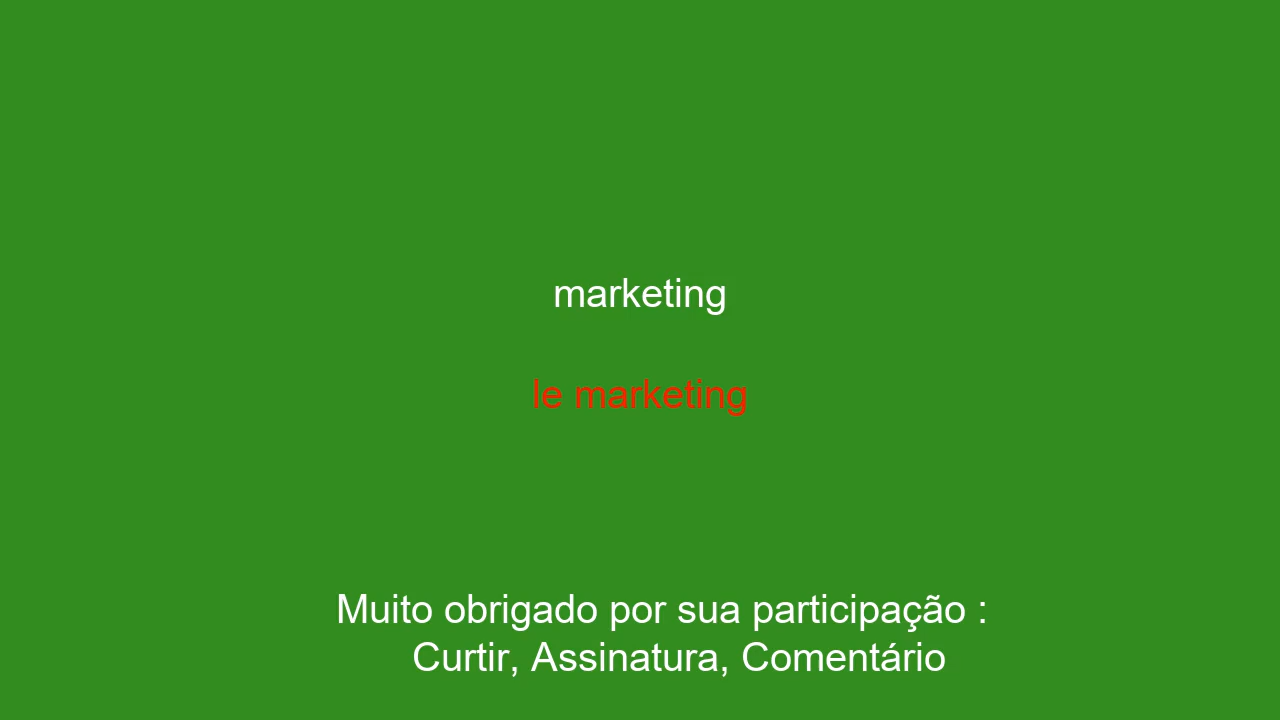 marketing
le marketing
Muito obrigado por sua participação :
Curtir, Assinatura, Comentário